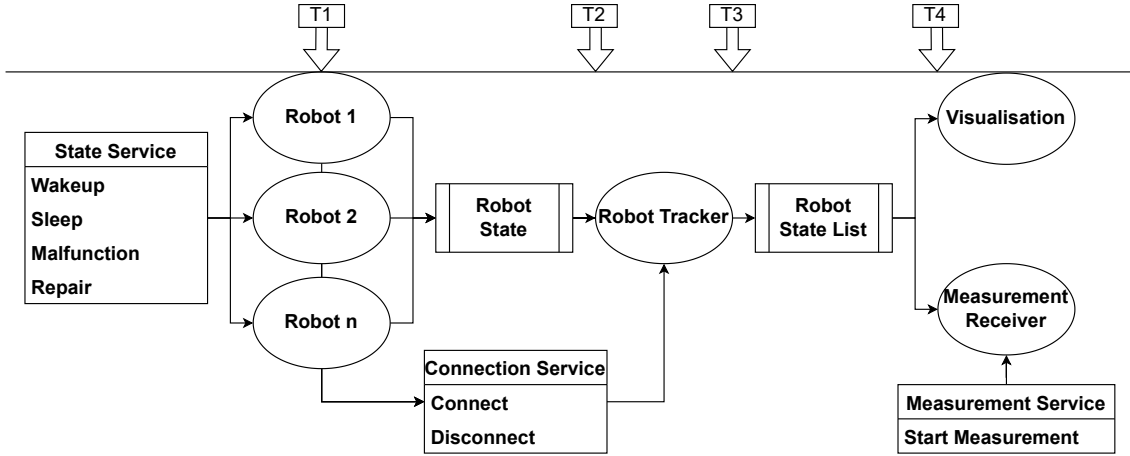 T1
T2
T3
T4
Robot 1
Visualisation
State Service
Wakeup
Sleep
Malfunction
Repair
Robot 2
Robot
State
Robot Tracker
Robot
State List
Robot n
Measurement
Receiver
Connection Service
Connect
Disconnect
Measurement Service
Start Measurement